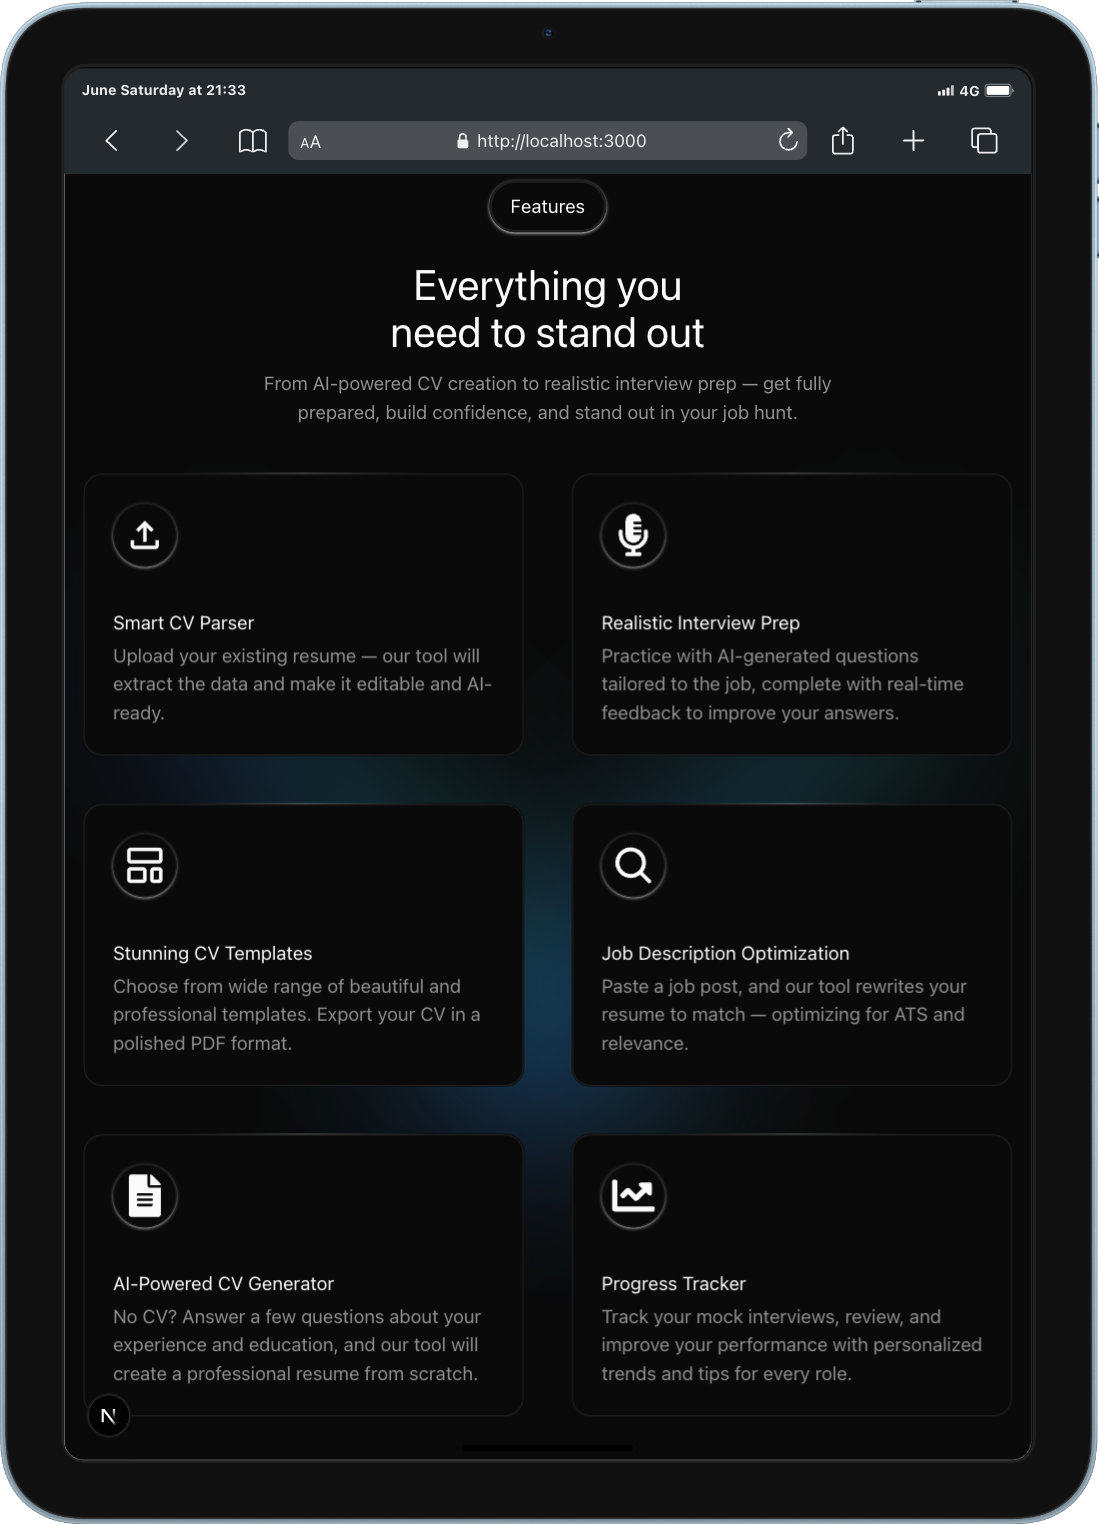 June Saturday at 21:33
4G
AA
http://localhost:3000
Features
Everything you
need to stand out
From AI-powered CV creation to realistic interview prep — get fully
prepared, build confidence, and stand out in your job hunt.
Smart CV Parser
Upload your existing resume — our tool will
extract the data and make it editable and AI-
ready.
Realistic Interview Prep
Practice with AI-generated questions
tailored to the job, complete with real-time
feedback to improve your answers.
Stunning CV Templates
Choose from wide range of beautiful and
professional templates. Export your CV in a
polished PDF format.
Job Description Optimization
Paste a job post, and our tool rewrites your
resume to match — optimizing for ATS and
relevance.
AI-Powered CV Generator
No CV? Answer a few questions about your
experience and education, and our tool will
create a professional resume from scratch.
Progress Tracker
Track your mock interviews, review, and
improve your performance with personalized
trends and tips for every role.
N